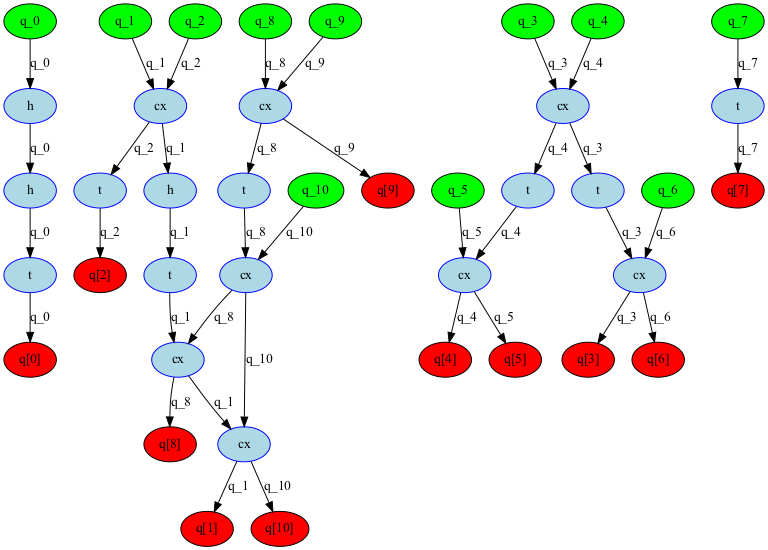 q_0 q_1 q_2 q_8 q_9 q_3 q_4 q_7
q_0 q_1 q_2 q_8 q_9 q_3 q_4 q_7
h cx cx cx t
q_0 q_2 q_1 q_8 q_9 q_4 q_3 q_7
h t h t q_10 q[9] q_5 t t q_6 q[7]
q_0 q_2 q_1 q_8 q_10 q_5 q_4 q_3 q_6
t q[2] t cx cx cx
q_0 q_1 q_8 q_10 q_4 q_5 q_3 q_6
q[0] cx q[4] q[5] q[3] q[6]
q_8 q_1
q[8] cx
q_1 q_10
q[1] q[10]